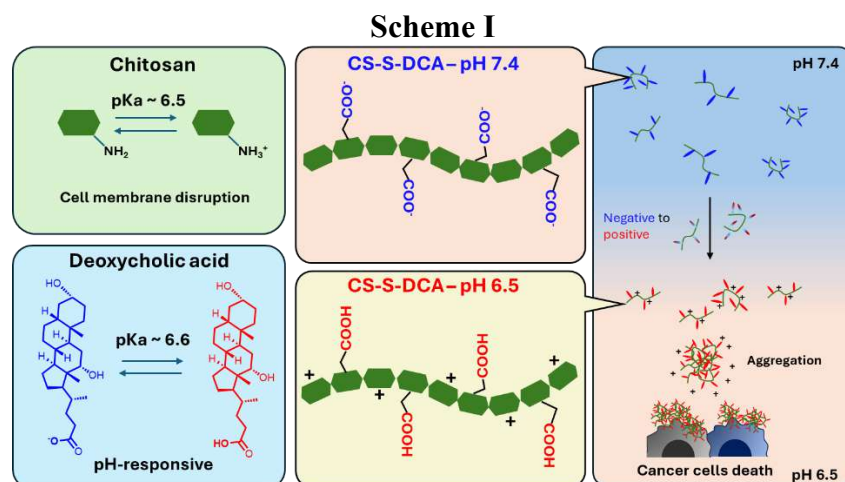 Scheme I
Chitosan
pKa ~ 6.5
NH₂
NH₃⁺
Cell membrane disruption
Deoxycholic acid
HO
HO
pKa ~ 6.6
H
H
H
OH
H
H
H
H
OH
H
-O
O
HO
O
pH-responsive
CS-S-DCA – pH 7.4
-OOC
-OOC
COO-
COO-
CS-S-DCA – pH 6.5
COOH
COOH
+
+
+
+
+
COOH
COOH
pH 7.4
Negative to
positive
+
+
+
+
+
+
+
+
Aggregation
Cancer cells death
pH 6.5